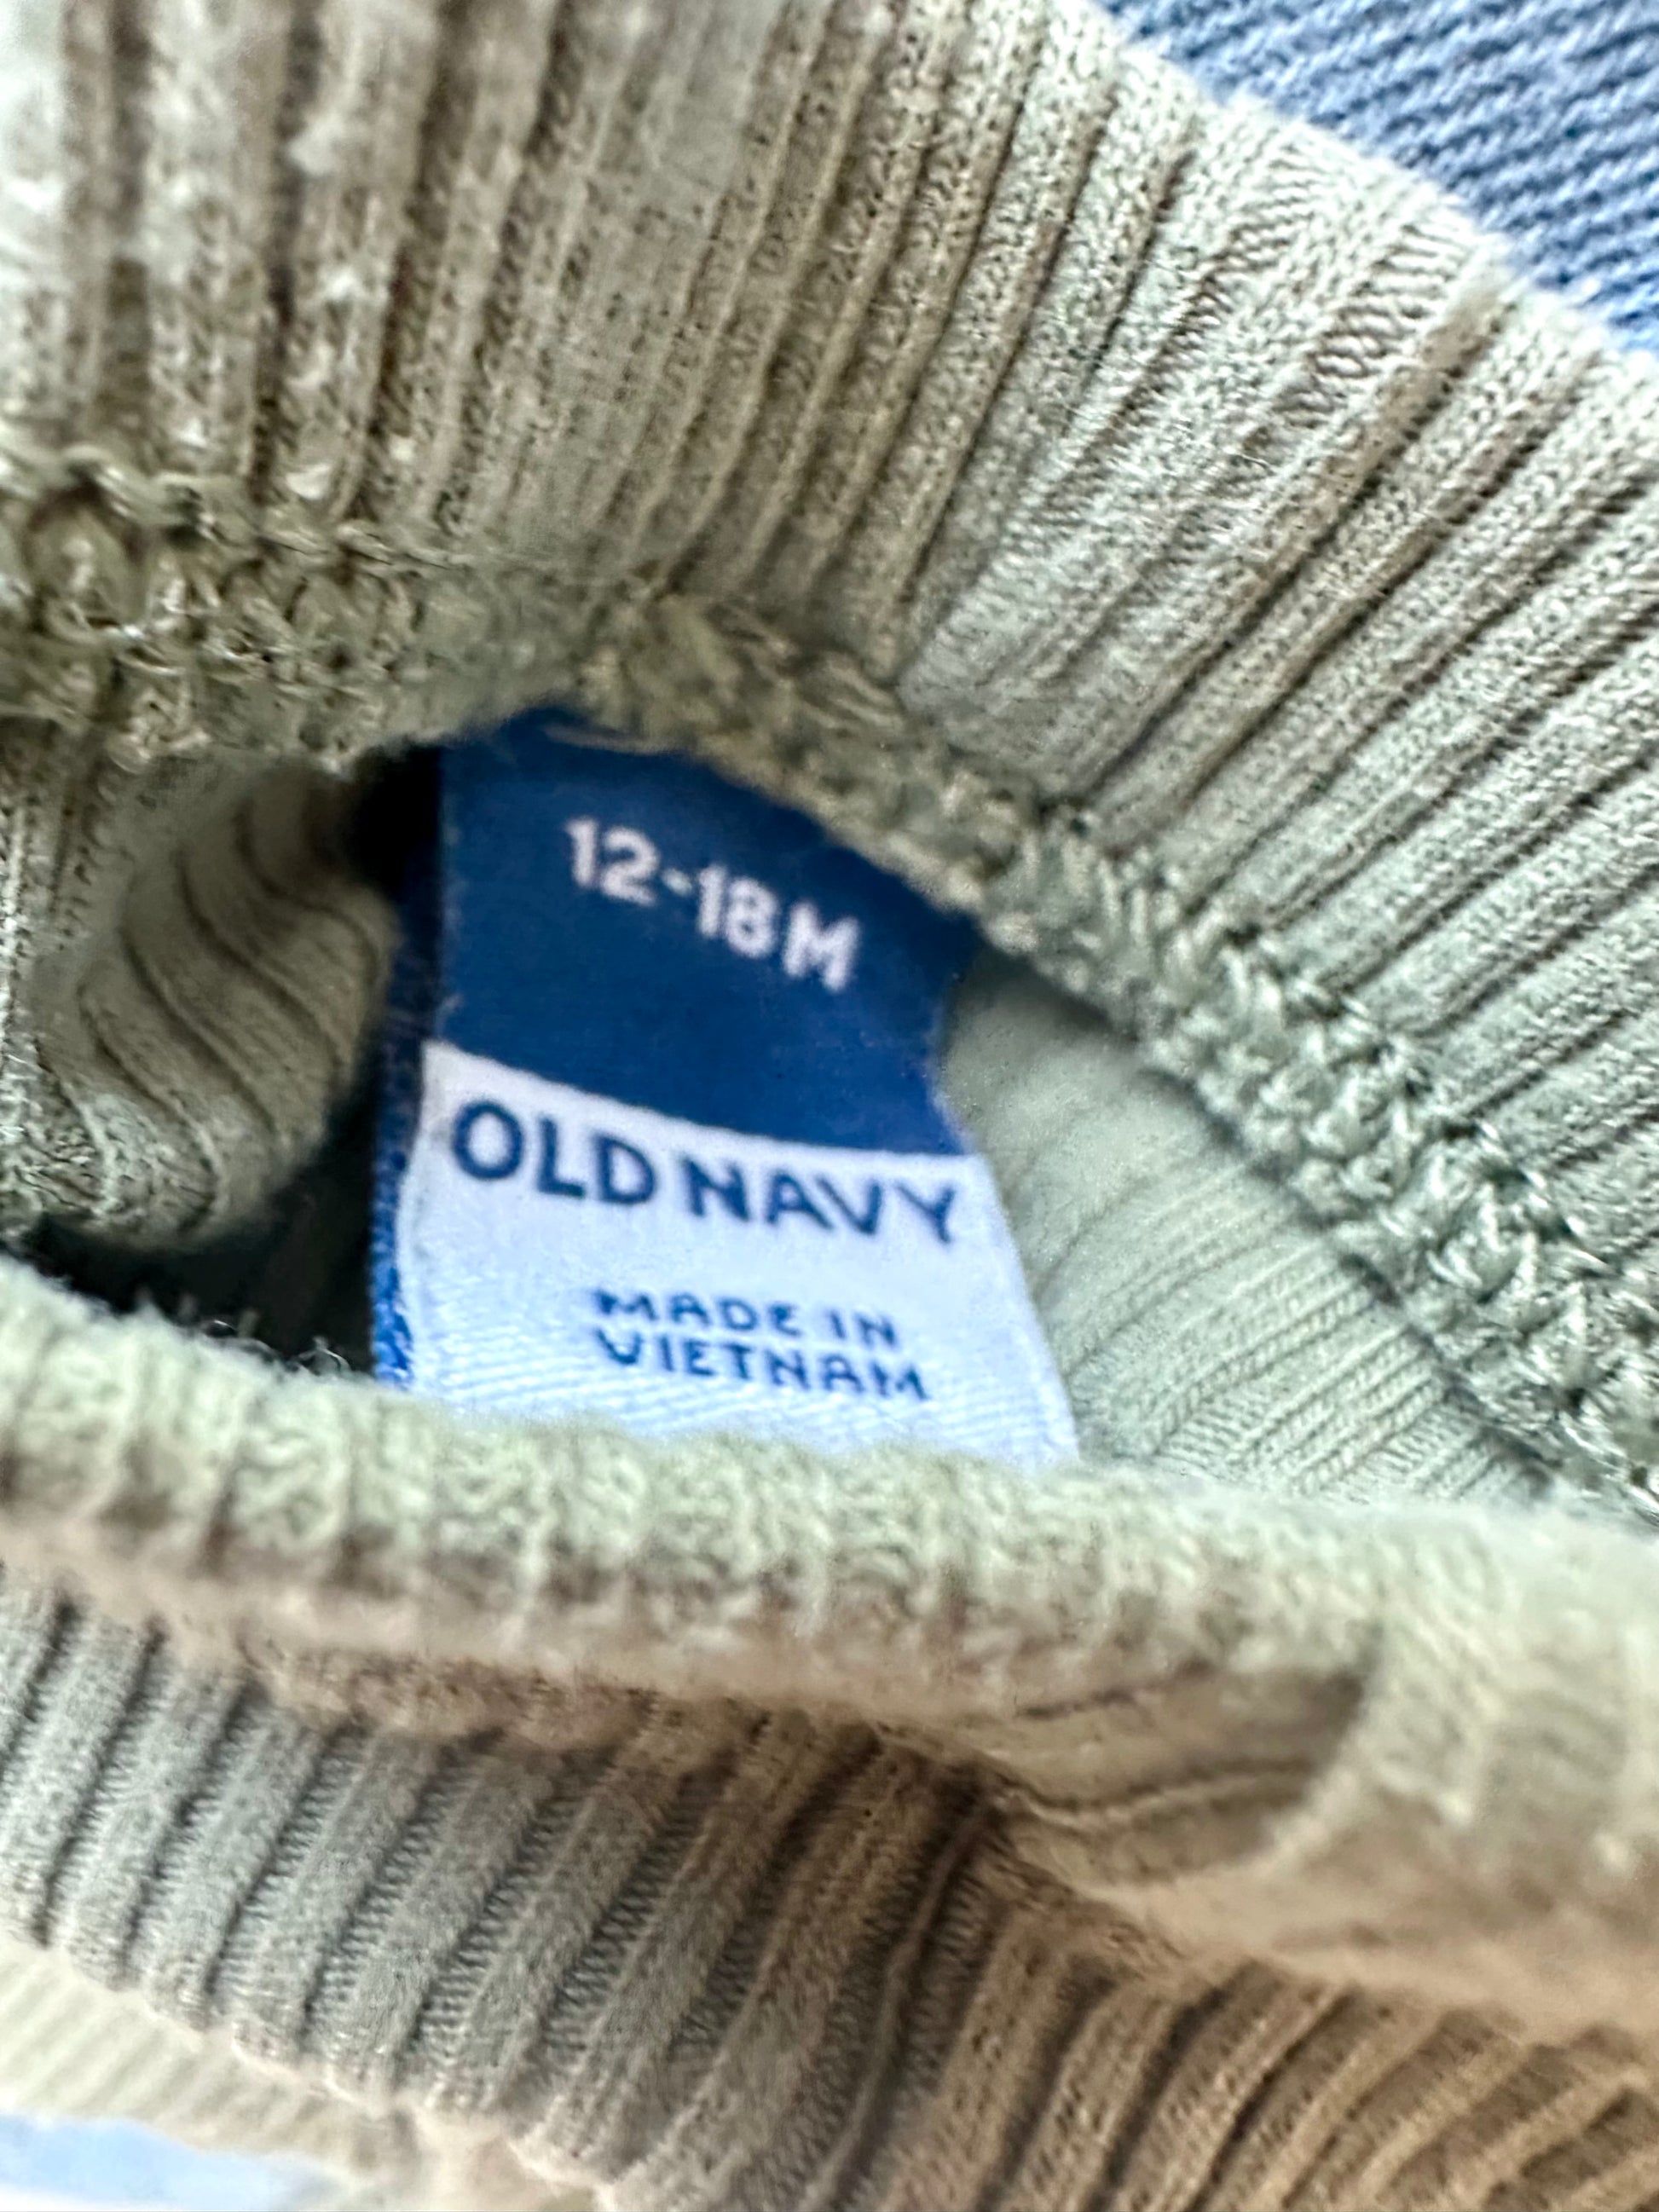 12-18M
OLD NAVY
MADE IN
VIETNAM